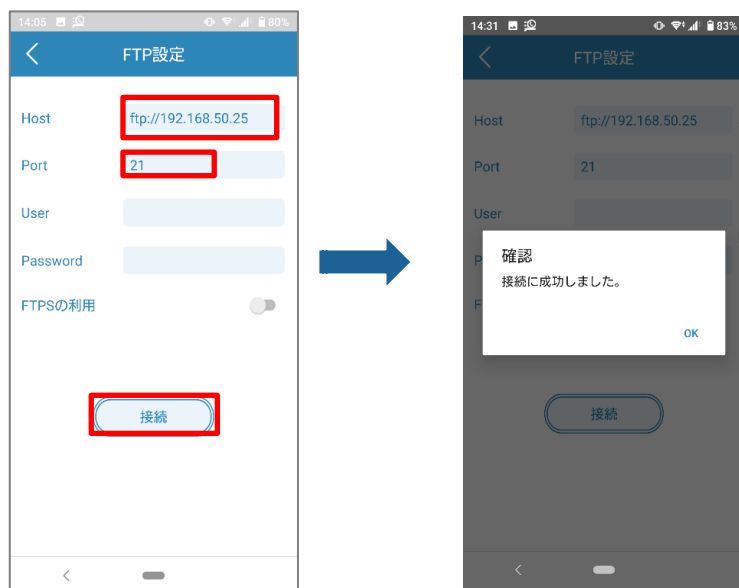 14:05 80%
FTP設定
Host ftp://192.168.50.25
Port 21
User
Password
FTPSの利用
接続
14:31 83%
FTP設定
Host ftp://192.168.50.25
Port 21
User
P
確認
接続に成功しました。
F
OK
接続